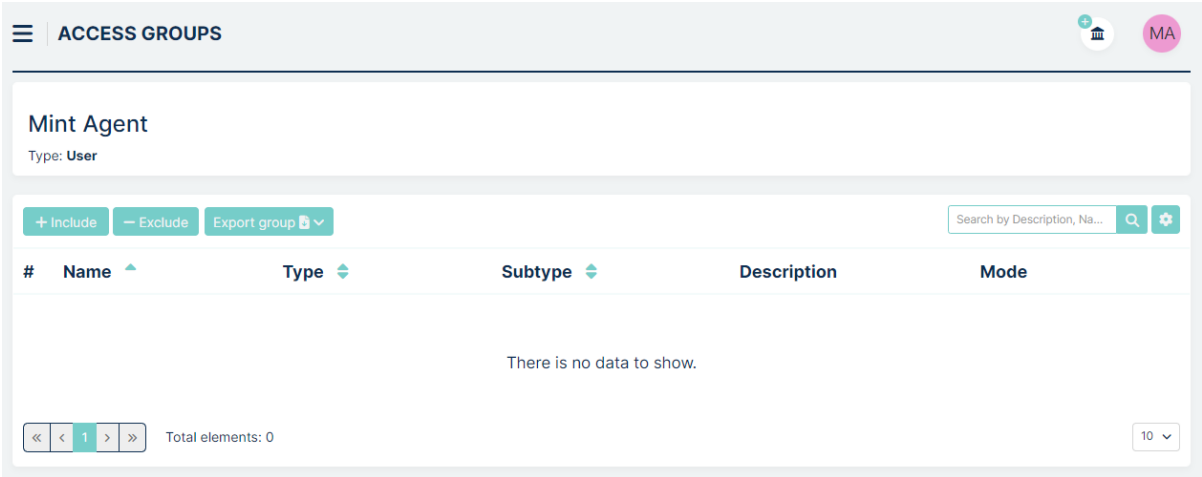 ACCESS GROUPS
MA
Mint Agent
Type: User
+ Include
− Exclude
Export group
Search by Description, Na...
# Name Type Subtype Description Mode
There is no data to show.
« ‹ 1 › »
Total elements: 0
10